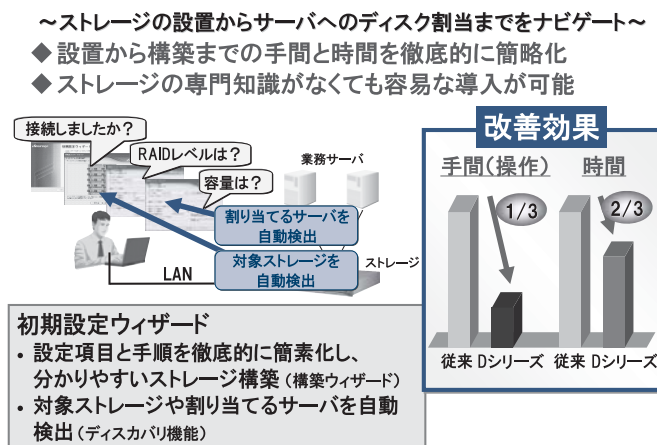 ～ストレージの設置からサーバへのディスク割当までをナビゲート～
◆ 設置から構築までの手間と時間を徹底的に簡略化
◆ ストレージの専門知識がなくても容易な導入が可能
接続しましたか？
RAIDレベルは？
容量は？
業務サーバ
割り当てるサーバを
自動検出
対象ストレージを
自動検出
ストレージ
LAN
改善効果
手間（操作） 時間
1/3 2/3
従来 Dシリーズ 従来 Dシリーズ
初期設定ウィザード
• 設定項目と手順を徹底的に簡素化し、
分かりやすいストレージ構築（構築ウィザード）
• 対象ストレージや割り当てるサーバを自動
検出（ディスカバリ機能）